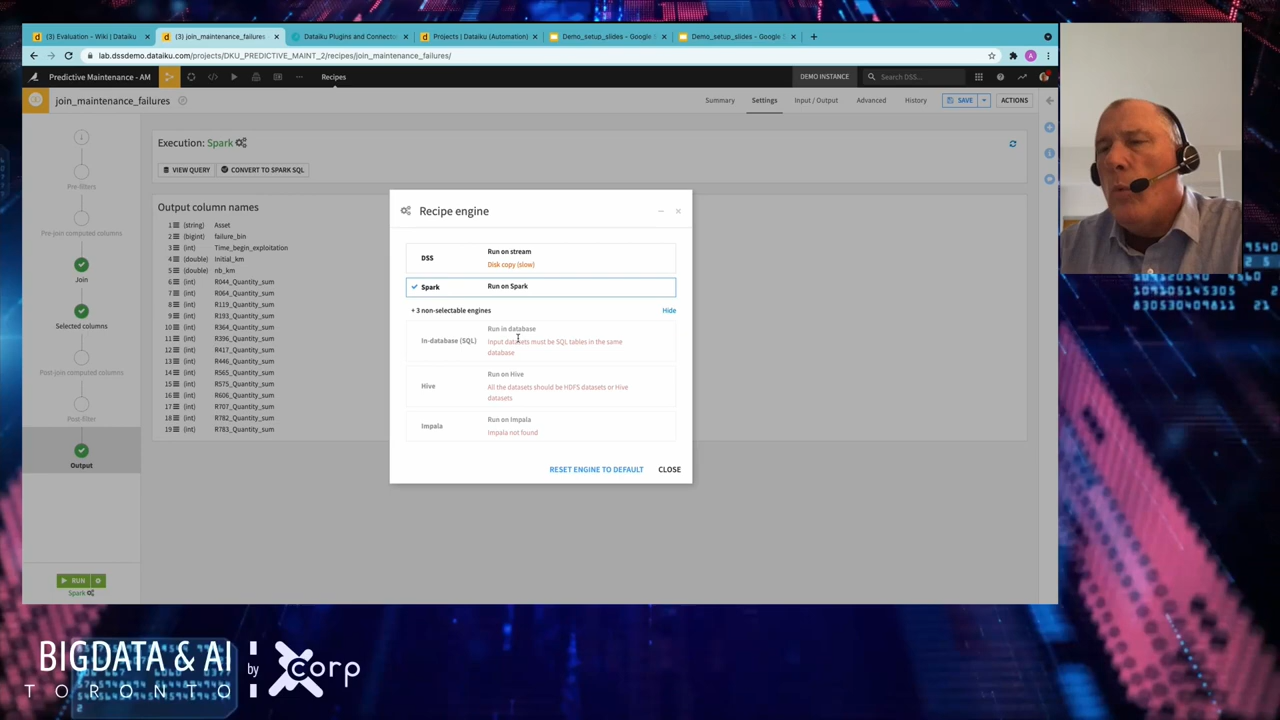 (3) Evaluation - Wiki | Dataiku
(3) join_maintenance_failures
Dataiku Plugins and Connecto
Projects | Dataiku (Automation)
Demo_setup_slides - Google S
Demo_setup_slides - Google S
lab.dssdemo.dataiku.com/projects/DKU_PREDICTIVE_MAINT_2/recipes/join_maintenance_failures/
A
Predictive Maintenance - AM
Recipes
DEMO INSTANCE
Search DSS...
join_maintenance_failures
Summary
Settings
Input / Output
Advanced
History
SAVE
ACTIONS
Pre-filters
Pre-join computed columns
Join
Selected columns
Post-join computed columns
Post-filter
Output
RUN
Spark
Execution: Spark
VIEW QUERY
CONVERT TO SPARK SQL
Output column names
1 (string) Asset
2 (bigint) failure_bin
3 (int) Time_begin_exploitation
4 (double) Initial_km
5 (double) nb_km
6 (int) R044_Quantity_sum
7 (int) R064_Quantity_sum
8 (int) R119_Quantity_sum
9 (int) R193_Quantity_sum
10 (int) R364_Quantity_sum
11 (int) R396_Quantity_sum
12 (int) R417_Quantity_sum
13 (int) R446_Quantity_sum
14 (int) R565_Quantity_sum
15 (int) R575_Quantity_sum
16 (int) R606_Quantity_sum
17 (int) R707_Quantity_sum
18 (int) R782_Quantity_sum
19 (int) R783_Quantity_sum
Recipe engine
DSS
Run on stream
Disk copy (slow)
Spark
Run on Spark
+ 3 non-selectable engines
Hide
In-database (SQL)
Run in database
Input datasets must be SQL tables in the same
database
Hive
Run on Hive
All the datasets should be HDFS datasets or Hive
datasets
Impala
Run on Impala
Impala not found
RESET ENGINE TO DEFAULT
CLOSE
BIGDATA & AI
TORONTO
by
corp